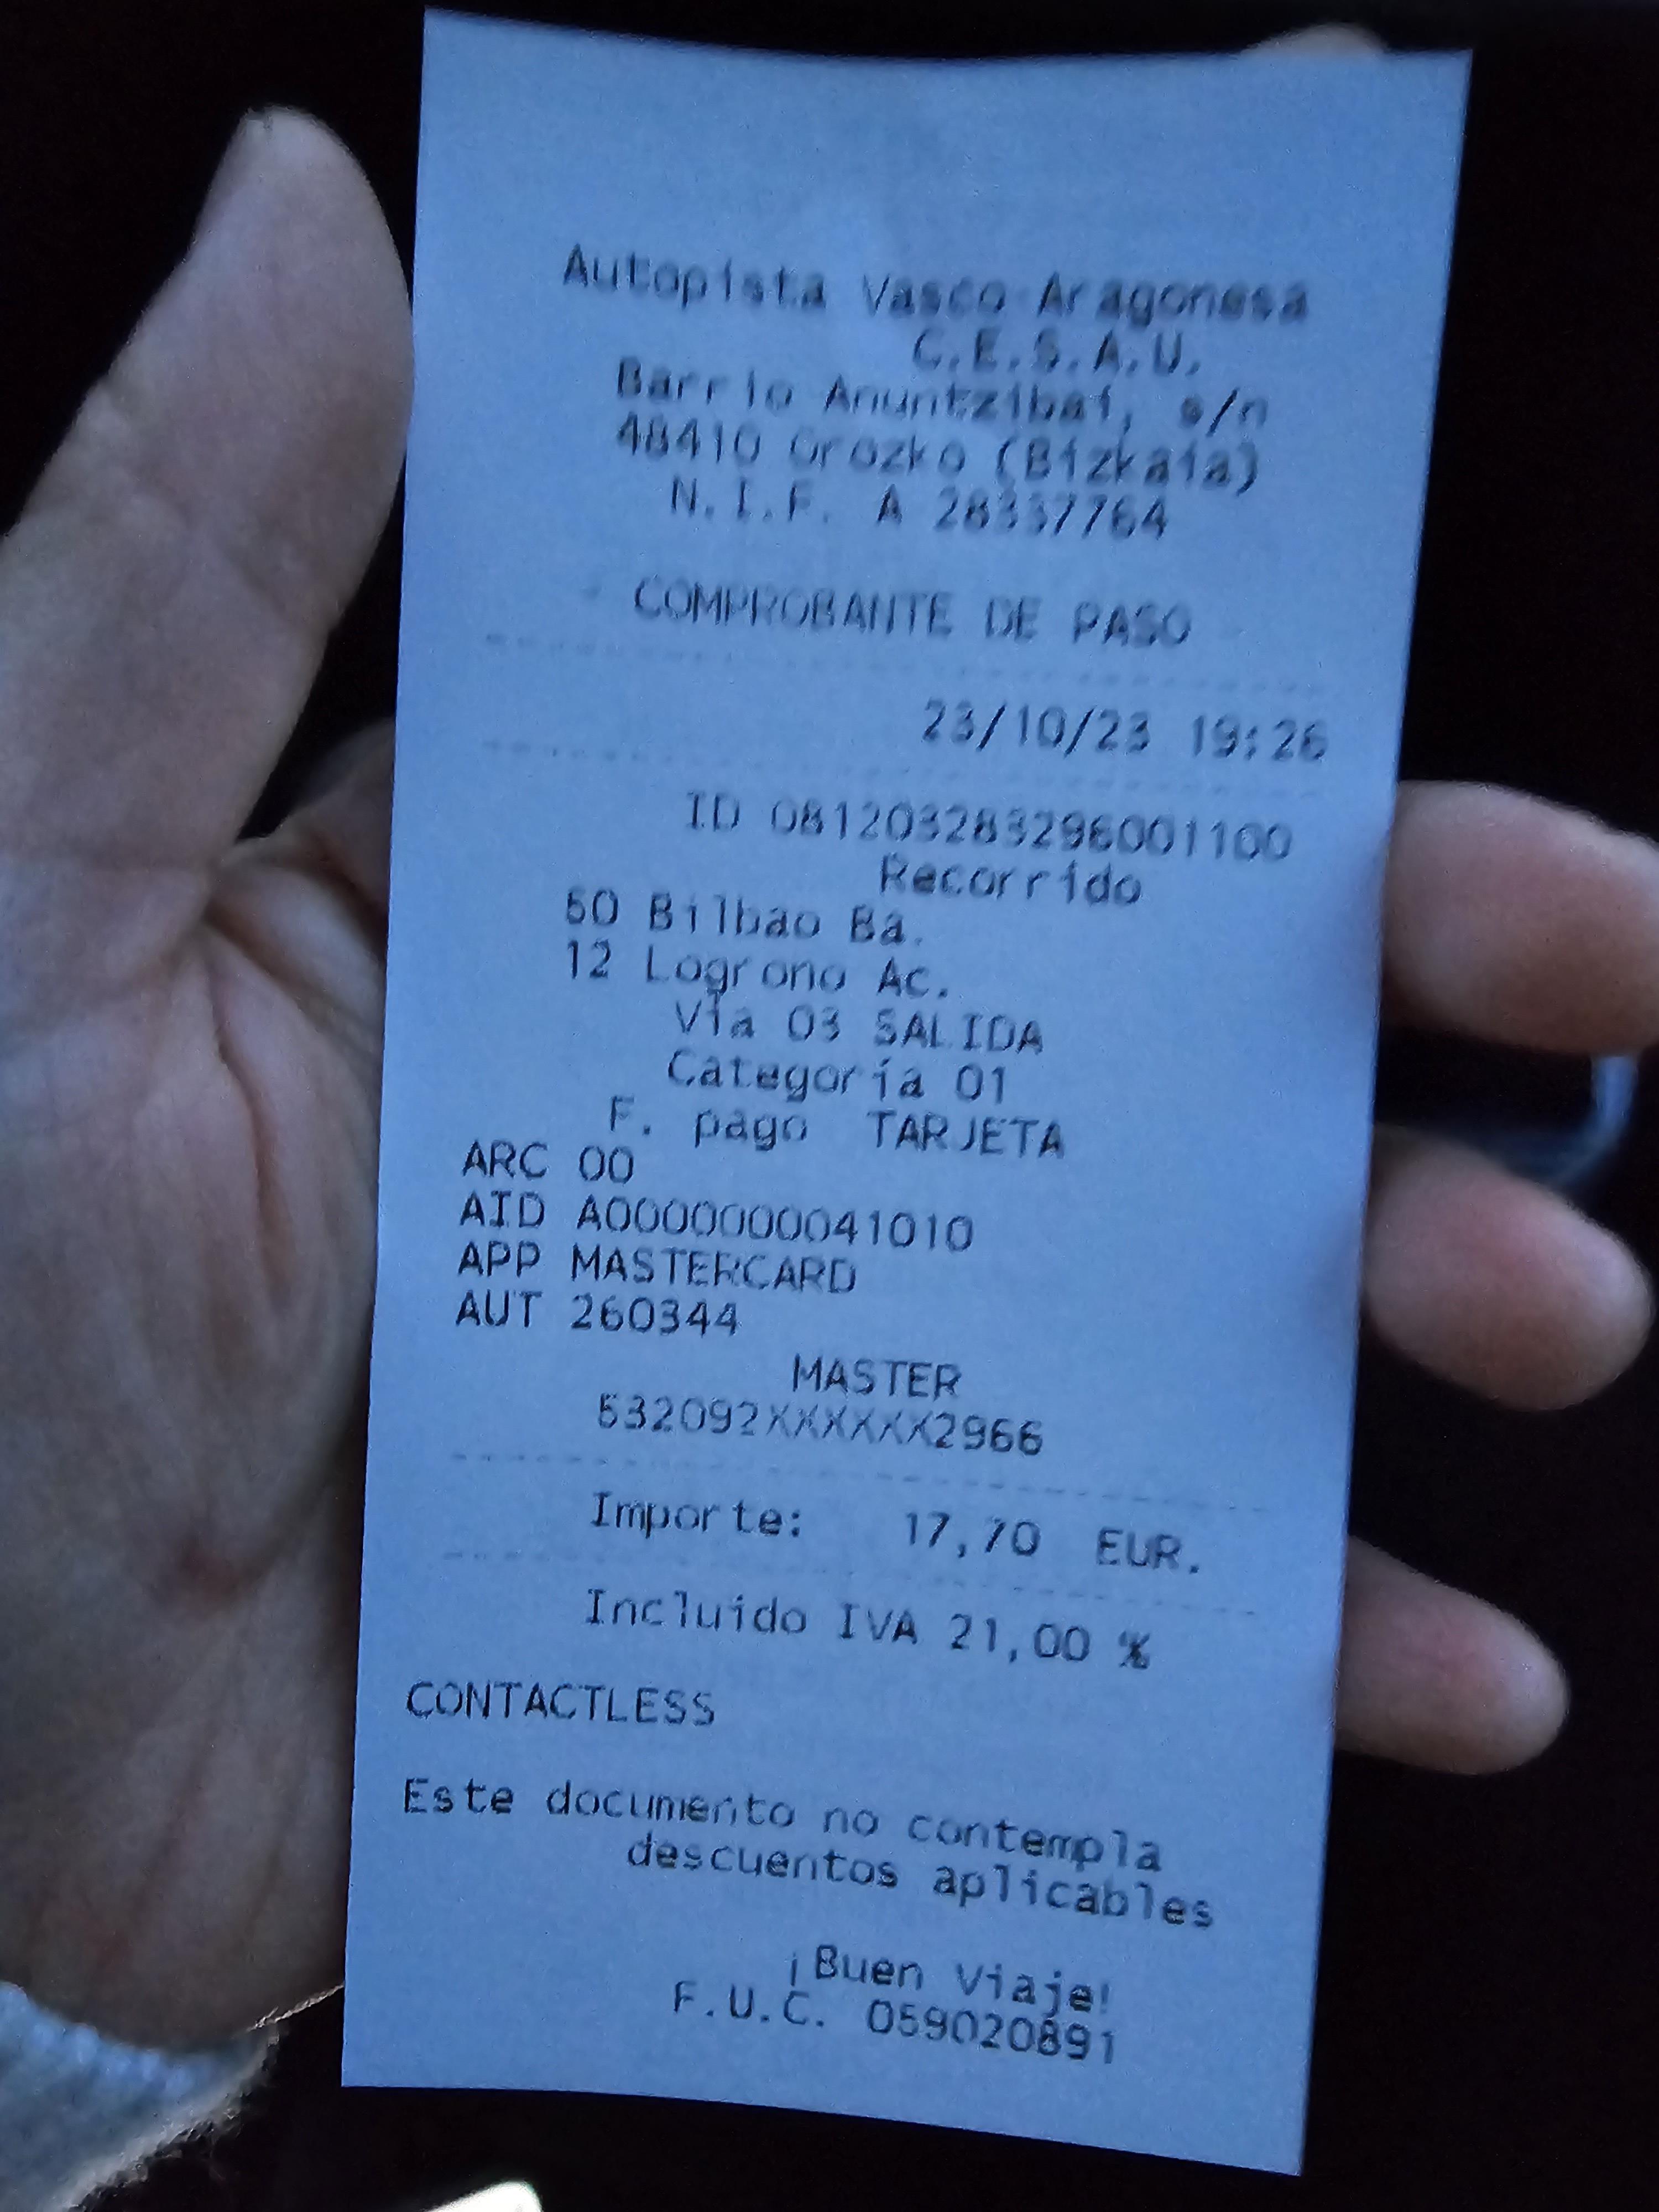 Autopista Vasco Aragonesa
C.E.S.A.U.
Barrio Anuntzibai, s/n
48410 Orozko (Bizkaia)
N.I.F. A 28337764
- COMPROBANTE DE PASO -
23/10/23 19:26
ID 081203283296001100
Recorrido
60 Bilbao Ba.
12 Logrono Ac.
Vía 03 SALIDA
Categoría 01
F. pago TARJETA
ARC 00
AID A0000000041010
APP MASTERCARD
AUT 260344
MASTER
532092XXXXXX2966
Importe: 17,70 EUR.
Incluido IVA 21,00 %
CONTACTLESS
Este documento no contempla
descuentos aplicables
¡Buen Viaje!
F.U.C. 059020891